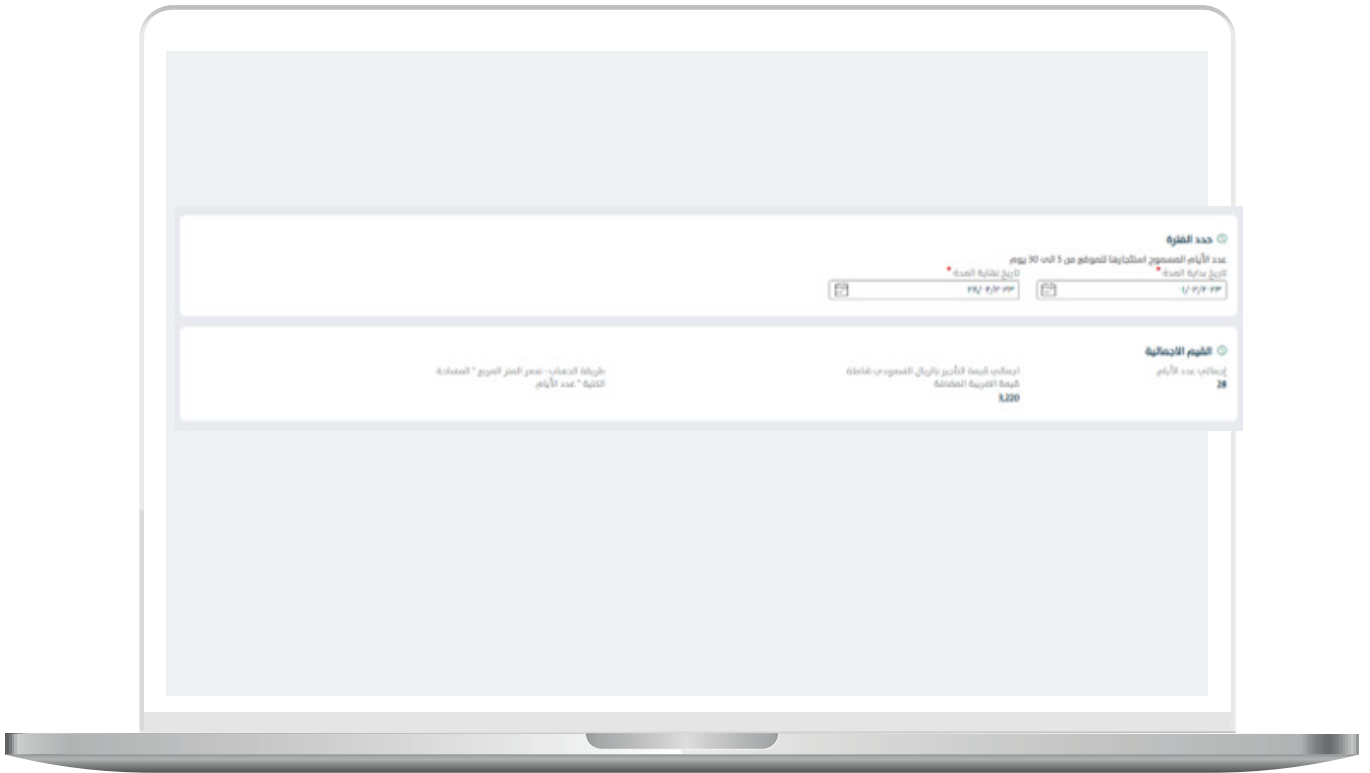 حدد الفترة
عدد الأيام المسموح استئجارها للموقع من 5 الى 30 يوم
تاريخ بداية المدة *
تاريخ نهاية المدة *
القيم الاجمالية
إجمالي عدد الأيام
28
اجمالي قيمة التأجير بالريال السعودي شاملة
قيمة الضريبة المضافة
3,220
طريقة الحساب: سعر المتر المربع * المساحة
الكلية * عدد الأيام